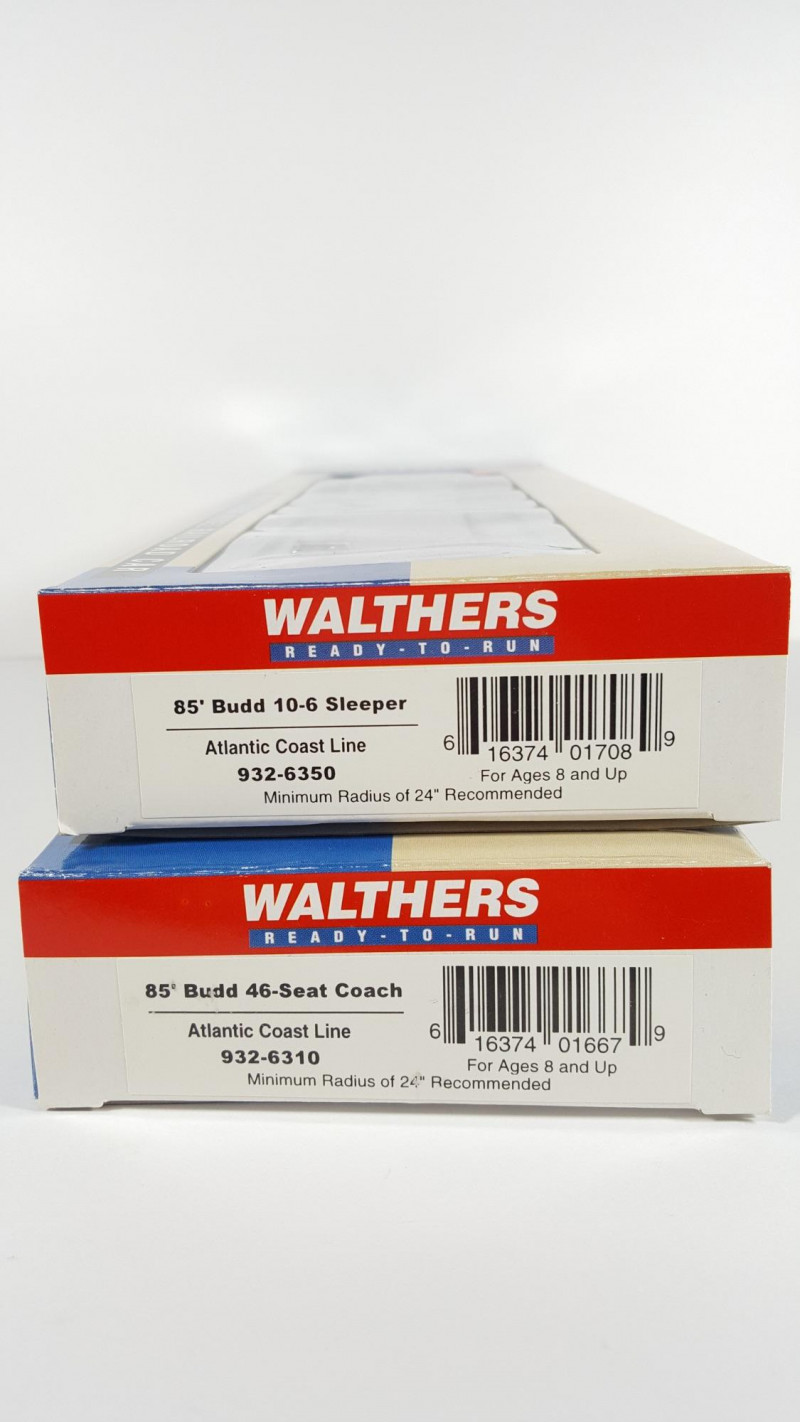 WALTHERS
READY-TO-RUN
85' Budd 10-6 Sleeper
Atlantic Coast Line
932-6350
6 16374 01708 9
For Ages 8 and Up
Minimum Radius of 24" Recommended
WALTHERS
READY-TO-RUN
85' Budd 46-Seat Coach
Atlantic Coast Line
932-6310
6 16374 01667 9
For Ages 8 and Up
Minimum Radius of 24" Recommended